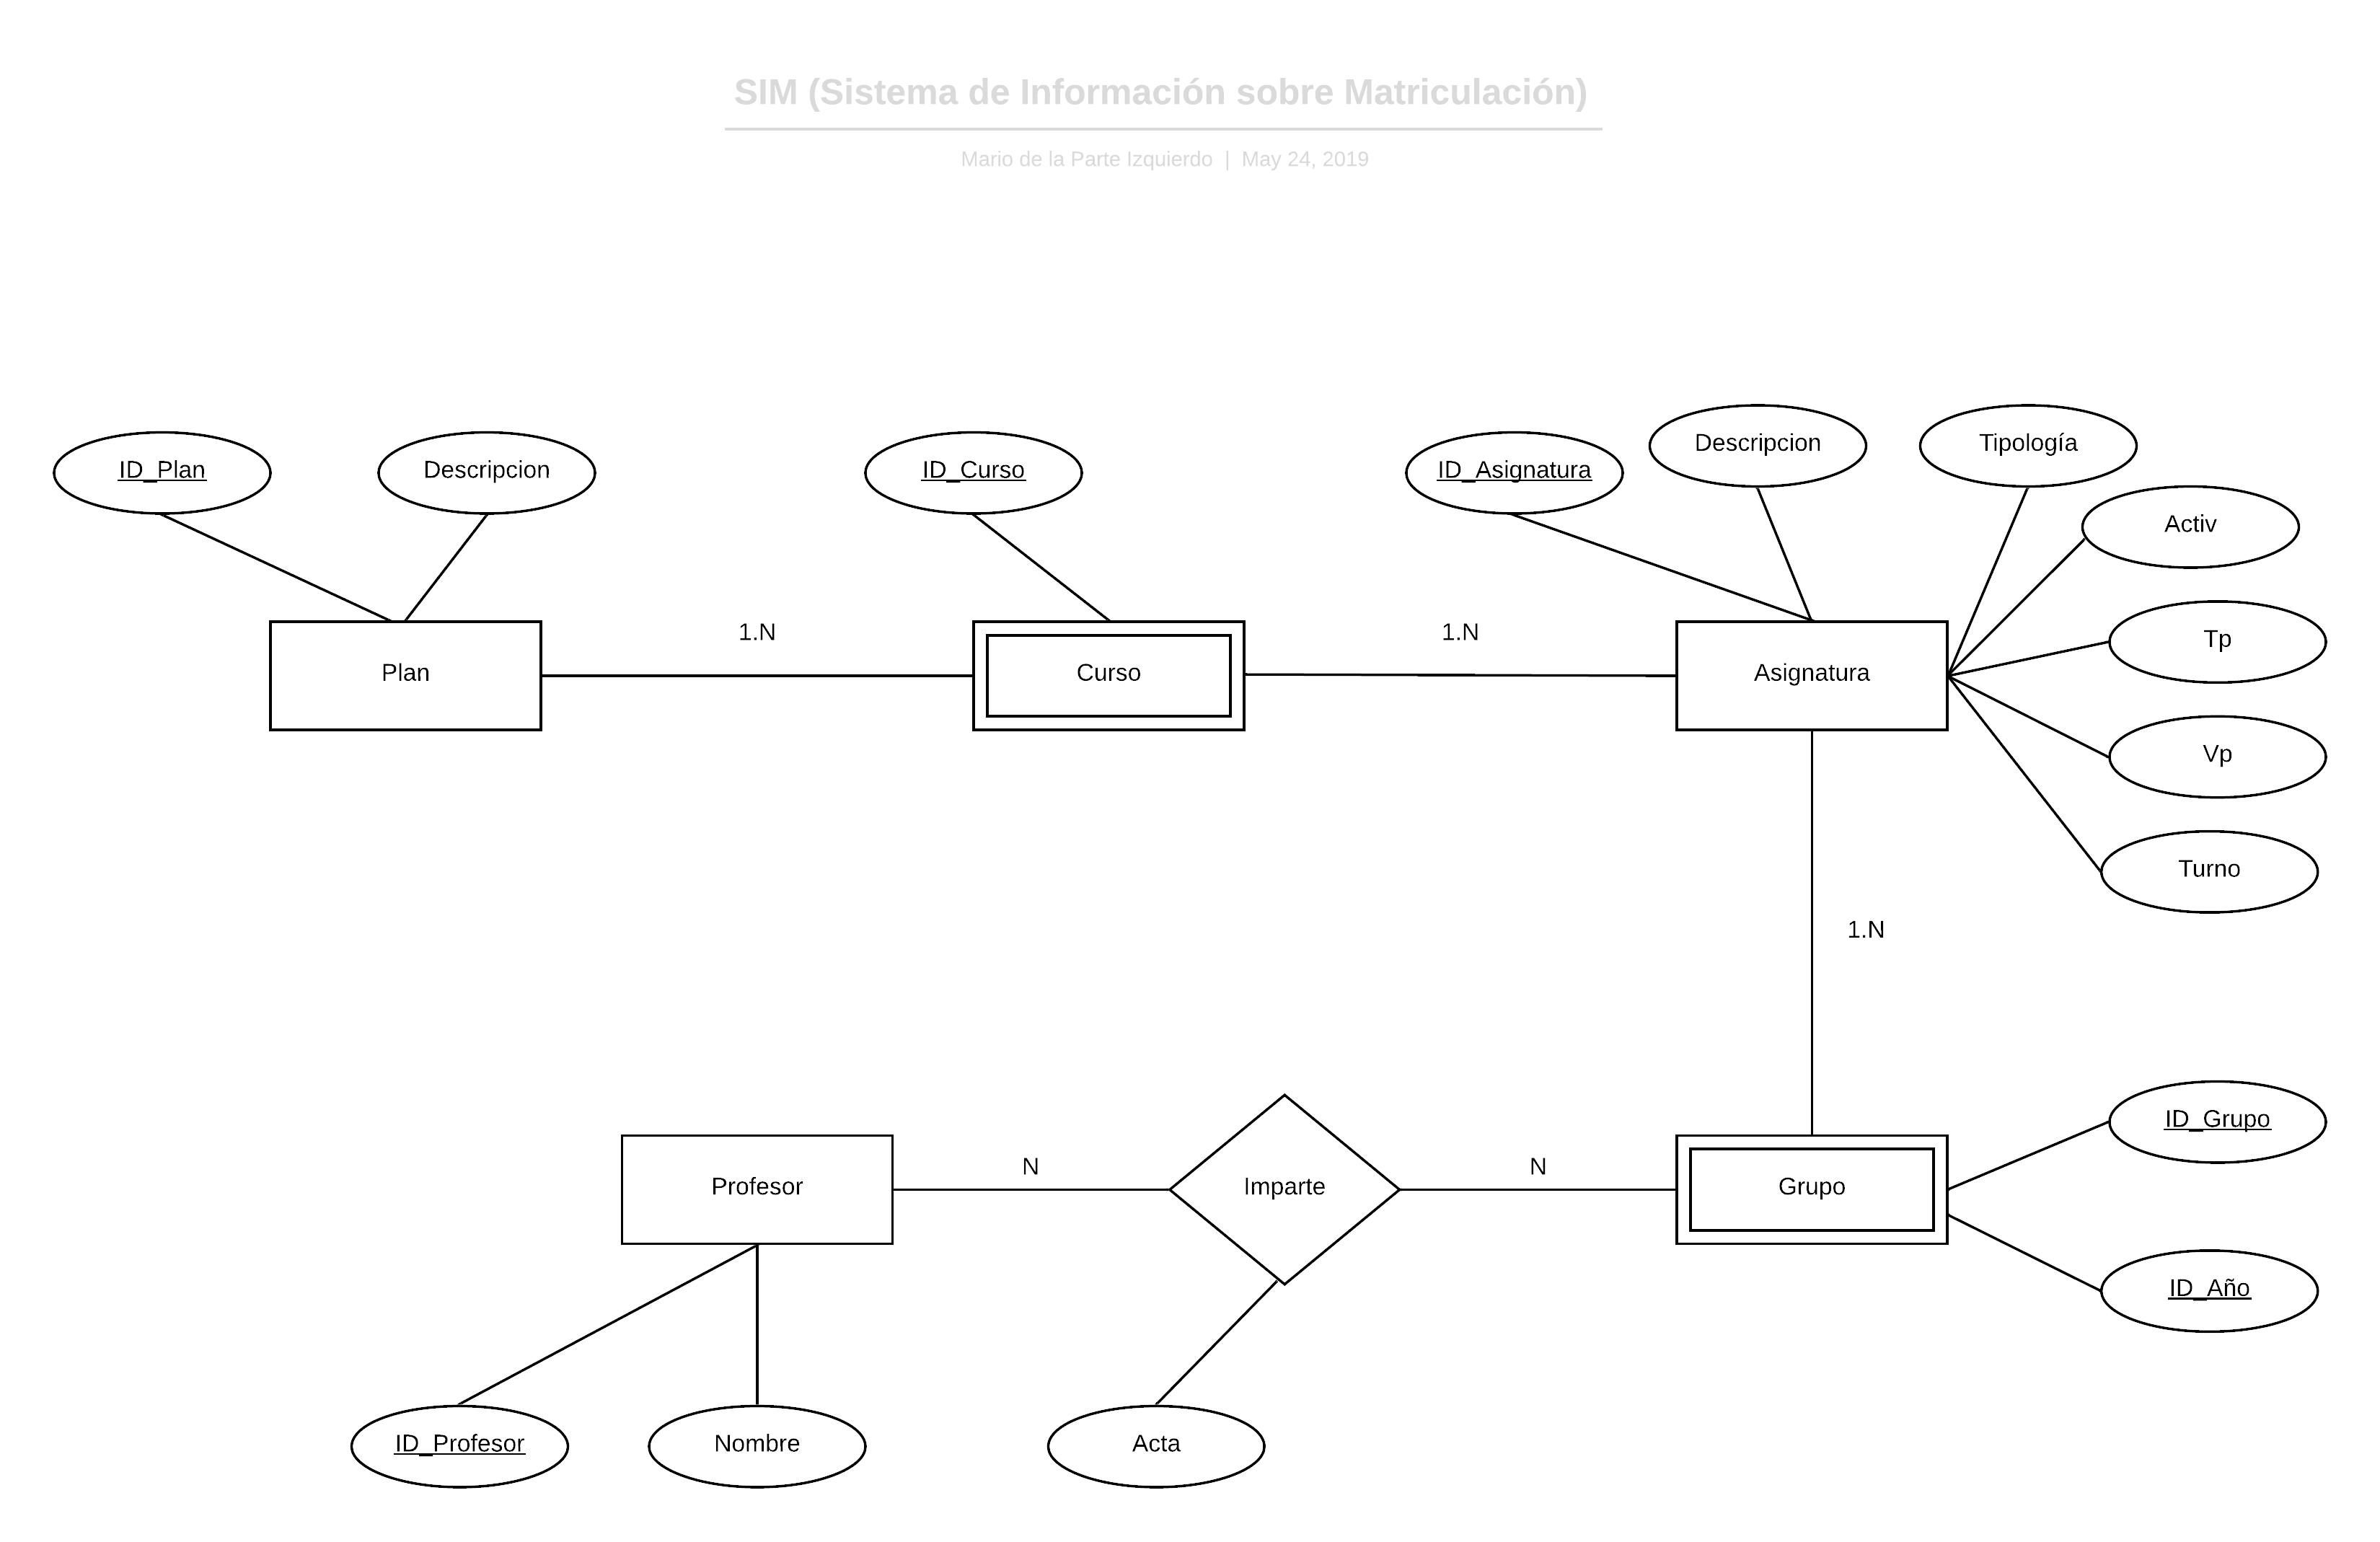 SIM (Sistema de Información sobre Matriculación)
Mario de la Parte Izquierdo | May 24, 2019
ID_Plan
Descripcion
ID_Curso
ID_Asignatura
Descripcion
Tipología
Activ
Tp
Vp
Turno
Plan
1.N
Curso
1.N
Asignatura
1.N
Profesor
N
Imparte
N
Grupo
ID_Grupo
ID_Año
ID_Profesor
Nombre
Acta